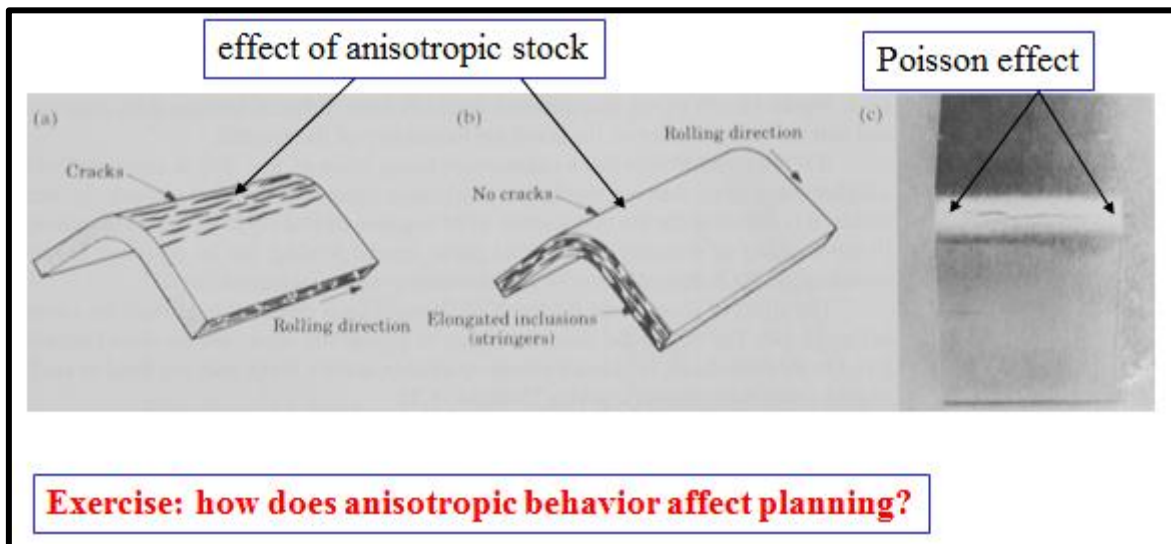 effect of anisotropic stock
Poisson effect
(a)
(b)
(c)
Rolling direction
Cracks
No cracks
Elongated inclusions
(stringers)
Rolling direction
Exercise: how does anisotropic behavior affect planning?